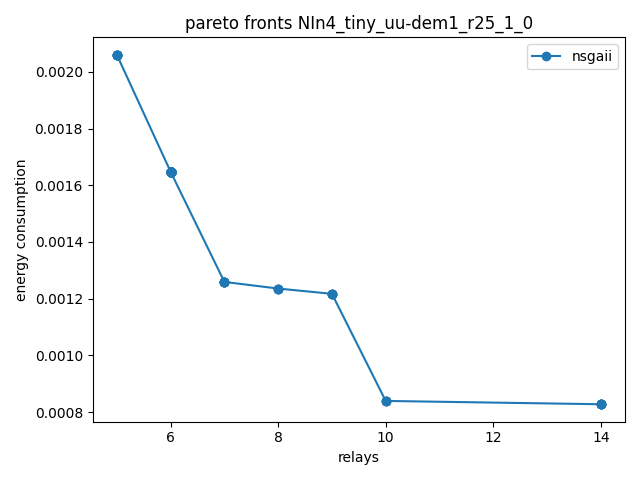 pareto fronts NIn4_tiny_uu-dem1_r25_1_0
nsgaii
0.0020
0.0018
0.0016
0.0014
0.0012
0.0010
0.0008
energy consumption
6 8 10 12 14
relays